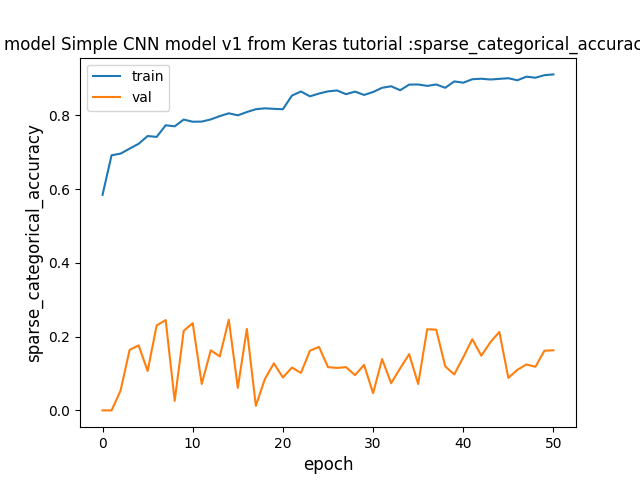 model Simple CNN model v1 from Keras tutorial :sparse_categorical_accurac
train
val
sparse_categorical_accuracy
0.8
0.6
0.4
0.2
0.0
0 10 20 30 40 50
epoch